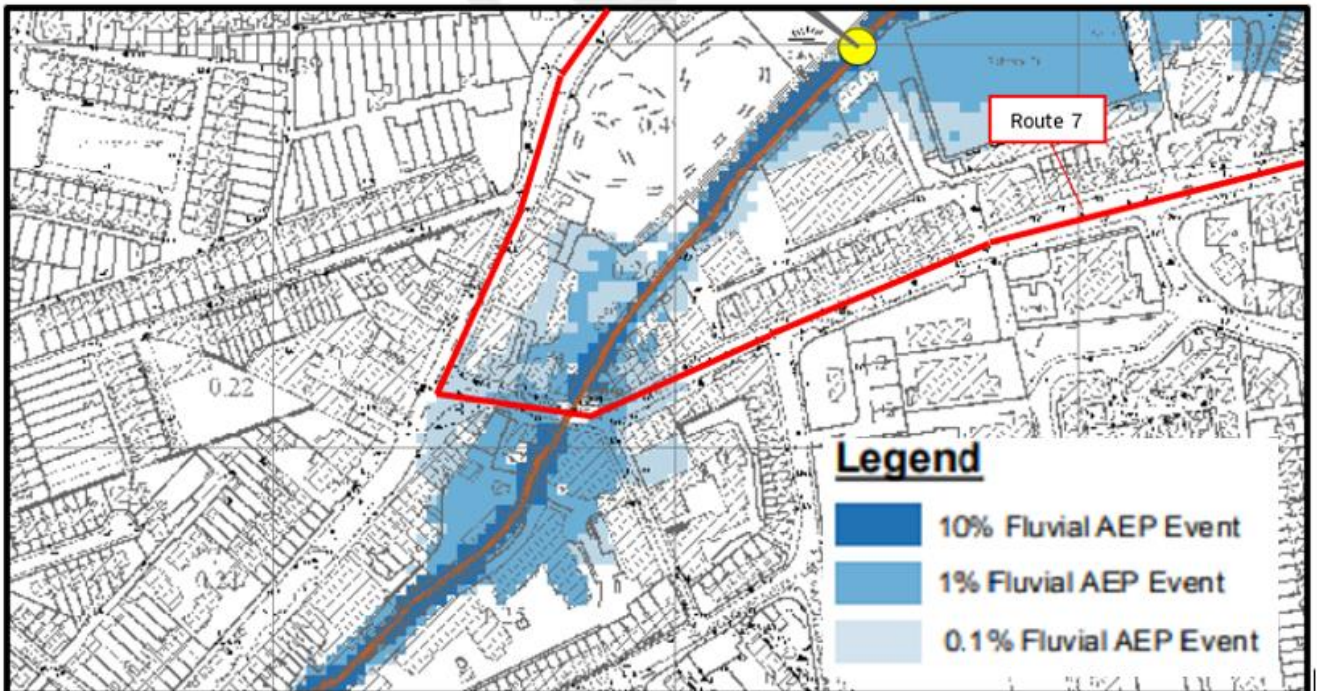 Route 7
0.22
Legend
10% Fluvial AEP Event
1% Fluvial AEP Event
0.1% Fluvial AEP Event